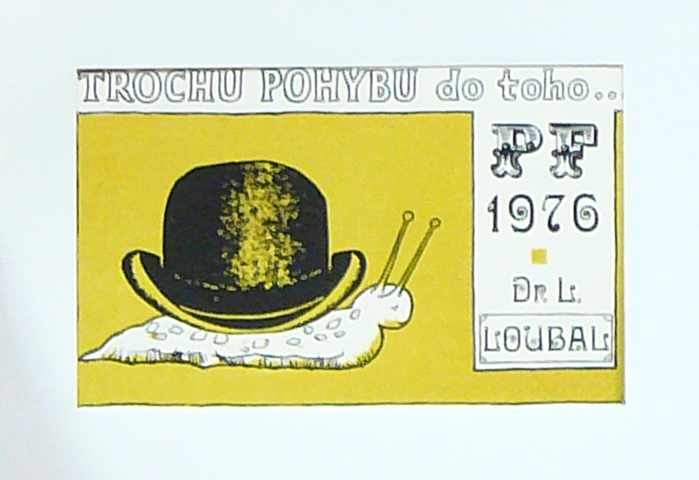 TROCHU POHYBU do toho..
PF
1976
Dr. L.
LOUBAL